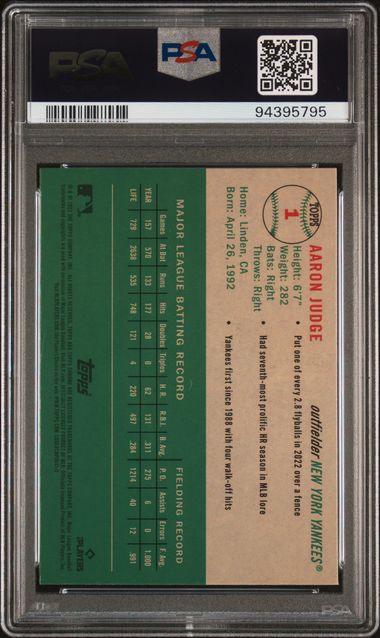 PSA
PSA
94395795
TOPPS
1
AARON JUDGE
outfielder NEW YORK YANKEES®
Height: 6'7"
Weight: 282
Bats: Right
Throws: Right
Home: Linden, CA
Born: April 26, 1992
• Put one of every 2.8 flyballs in 2022 over a fence
• Had seventh-most prolific HR season in MLB lore
• Yankees first since 1988 with four walk-off hits
MAJOR LEAGUE BATTING RECORD FIELDING RECORD
Games At Bat Runs Hits Doubles Triples H.R. R.B.I. B. Avg. P.O. Assists Errors F. Avg.
YEAR 157 570 133 177 28 0 62 131 .311 275 6 0 1.000
LIFE 729 2638 535 748 121 4 220 497 .284 1214 40 12 .991
Topps
PLAYERS